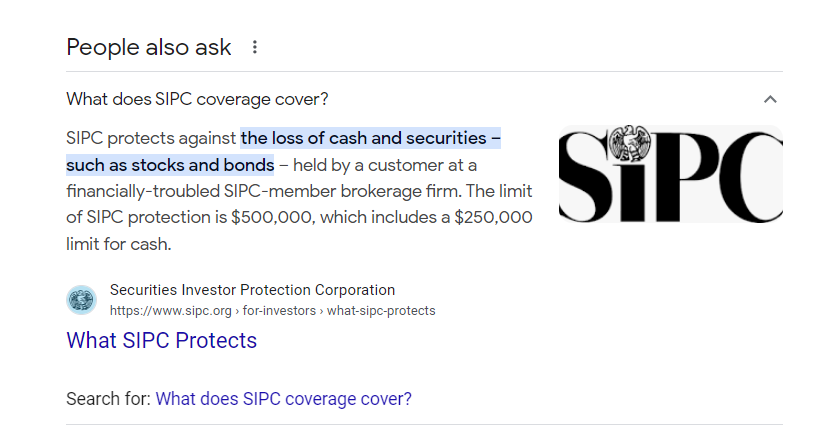 People also ask
What does SIPC coverage cover?
SIPC protects against the loss of cash and securities –
such as stocks and bonds – held by a customer at a
financially-troubled SIPC-member brokerage firm. The limit
of SIPC protection is $500,000, which includes a $250,000
limit for cash.
SiPC
Securities Investor Protection Corporation
https://www.sipc.org › for-investors › what-sipc-protects
What SIPC Protects
Search for: What does SIPC coverage cover?